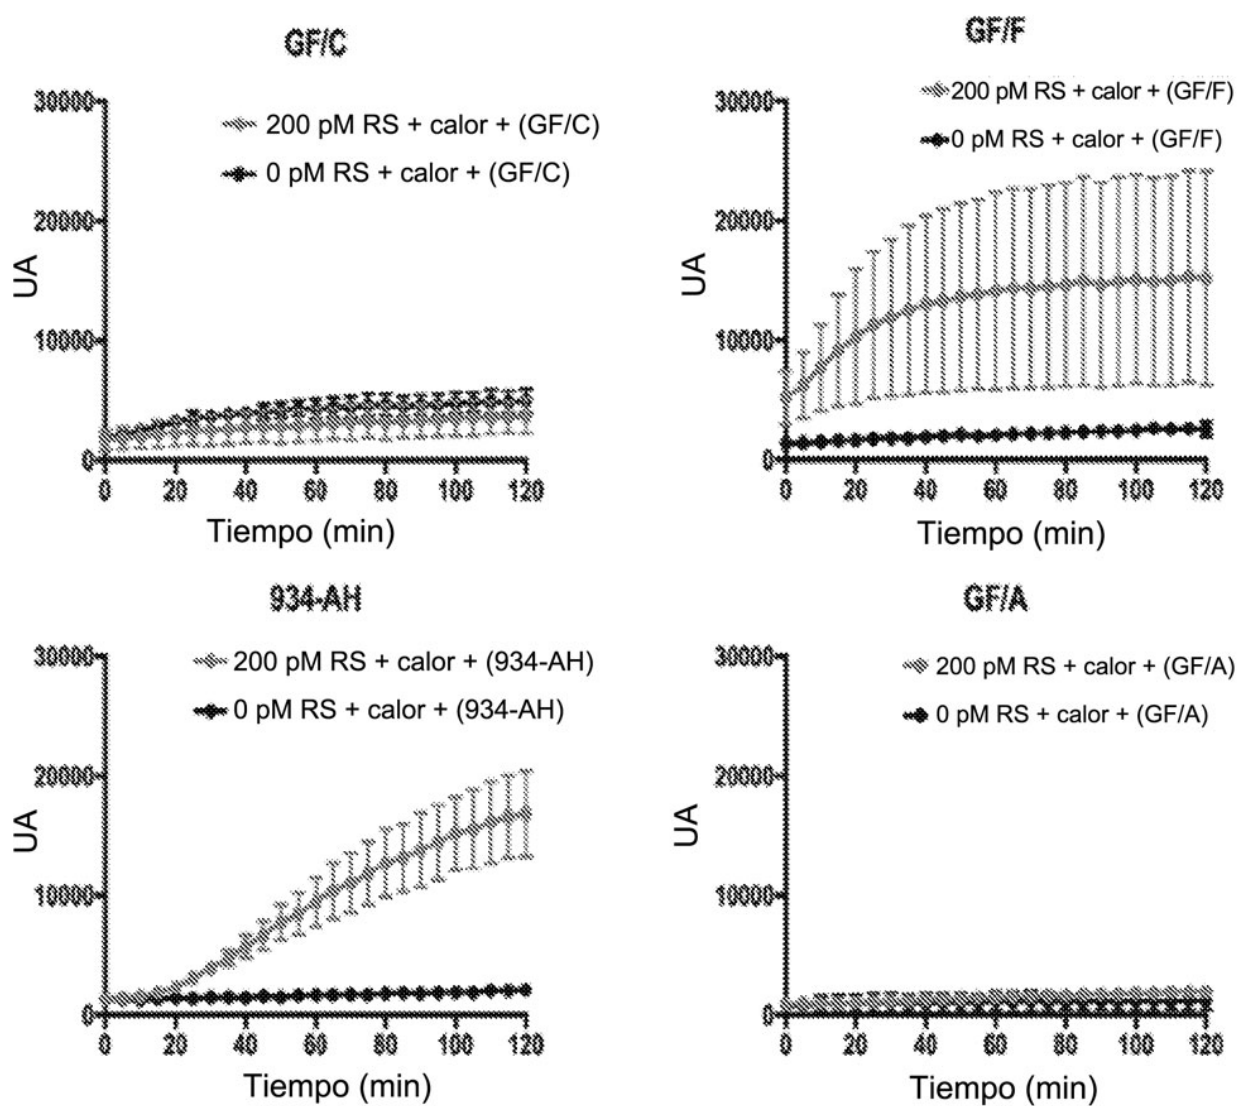 GF/C
30000
20000
10000
0
UA
200 pM RS + calor + (GF/C)
0 pM RS + calor + (GF/C)
0 20 40 60 80 100 120
Tiempo (min)
GF/F
30000
20000
10000
0
UA
200 pM RS + calor + (GF/F)
0 pM RS + calor + (GF/F)
0 20 40 60 80 100 120
Tiempo (min)
934-AH
30000
20000
10000
0
UA
200 pM RS + calor + (934-AH)
0 pM RS + calor + (934-AH)
0 20 40 60 80 100 120
Tiempo (min)
GF/A
30000
20000
10000
0
UA
200 pM RS + calor + (GF/A)
0 pM RS + calor + (GF/A)
0 20 40 60 80 100 120
Tiempo (min)